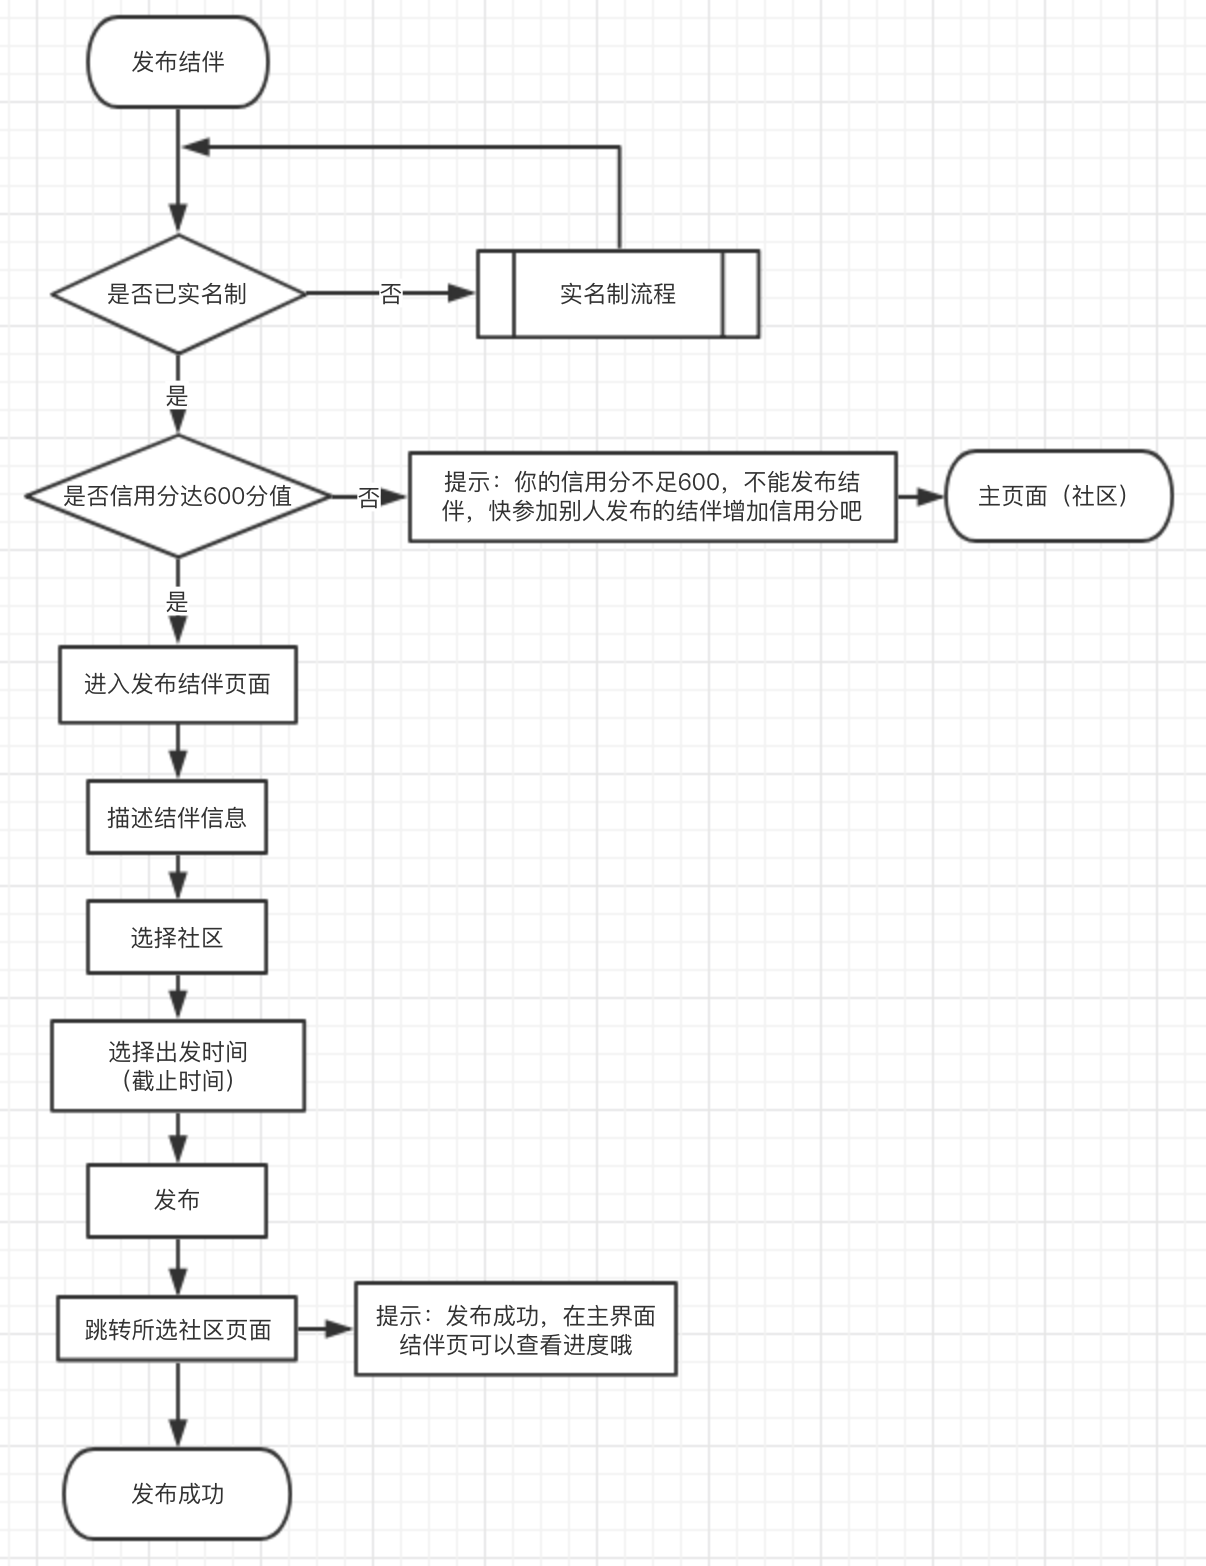 发布结伴
是否已实名制
否
实名制流程
是
是否信用分达600分值
否
提示：你的信用分不足600，不能发布结
伴，快参加别人发布的结伴增加信用分吧
主页面（社区）
是
进入发布结伴页面
描述结伴信息
选择社区
选择出发时间
（截止时间）
发布
跳转所选社区页面
提示：发布成功，在主界面
结伴页可以查看进度哦
发布成功